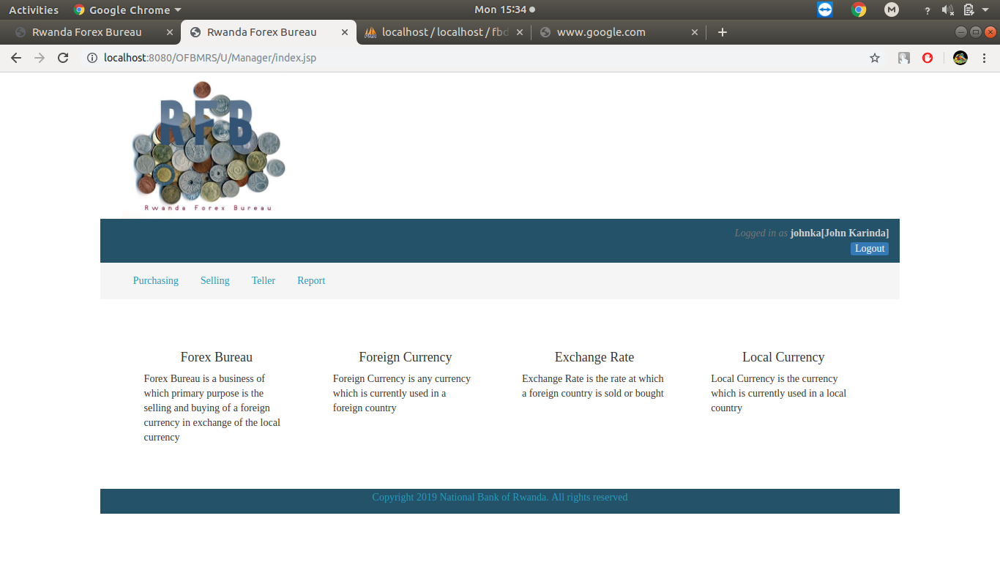 Activities Google Chrome Mon 15:34
Rwanda Forex Bureau Rwanda Forex Bureau localhost / localhost / fbd www.google.com
localhost:8080/OFBMRS/U/Manager/index.jsp
RFB
Rwanda Forex Bureau
Logged in as johnka[John Karinda]
Logout
Purchasing Selling Teller Report
Forex Bureau
Forex Bureau is a business of
which primary purpose is the
selling and buying of a foreign
currency in exchange of the local
currency
Foreign Currency
Foreign Currency is any currency
which is currently used in a
foreign country
Exchange Rate
Exchange Rate is the rate at which
a foreign country is sold or bought
Local Currency
Local Currency is the currency
which is currently used in a local
country
Copyright 2019 National Bank of Rwanda. All rights reserved